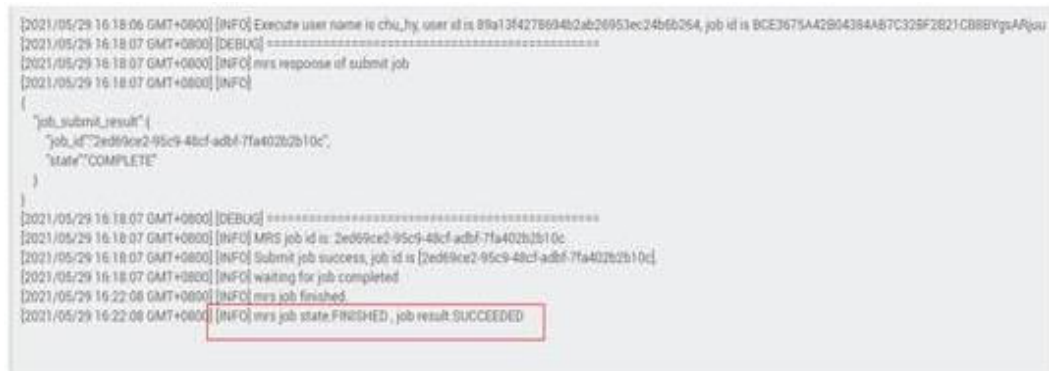 [2021/05/29 16:18:06 GMT+0800] [INFO] Execute user name is chu_hy, user id is 89a13f4278694b2ab26953ec24b6b264, job id is
[2021/05/29 16:18:07 GMT+0800] [DEBUG] ================================================
[2021/05/29 16:18:07 GMT+0800] [INFO] mrs response of submit job
[2021/05/29 16:18:07 GMT+0800] [INFO]
{
"job_submit_result" {
"job_id""2ed69ce2-95c9-48cf-adbf-7fa402b2b10c",
"state""COMPLETE"
}
}
[2021/05/29 16:18:07 GMT+0800] [DEBUG] ================================================
[2021/05/29 16:18:07 GMT+0800] [INFO] MRS job id is: 2ed69ce2-95c9-48cf-adbf-7fa402b2b10c
[2021/05/29 16:18:07 GMT+0800] [INFO] Submit job success, job id is [2ed69ce2-95c9-48cf-adbf-7fa402b2b10c].
[2021/05/29 16:18:07 GMT+0800] [INFO] waiting for job completed
[2021/05/29 16:22:08 GMT+0800] [INFO] mrs job finished.
[2021/05/29 16:22:08 GMT+0800] [INFO] mrs job state:FINISHED , job result:SUCCEEDED